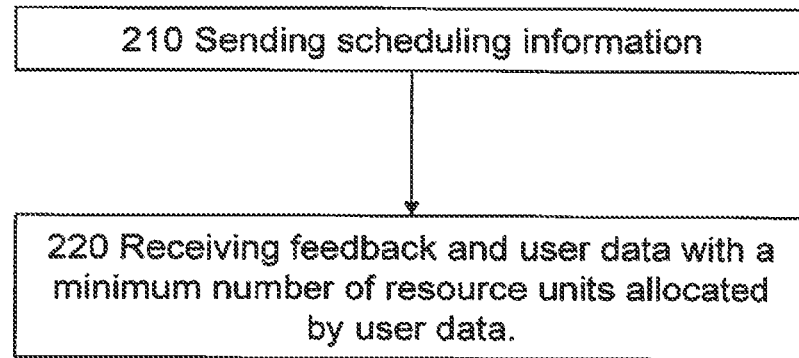 210 Sending scheduling information
220 Receiving feedback and user data with a
minimum number of resource units allocated
by user data.